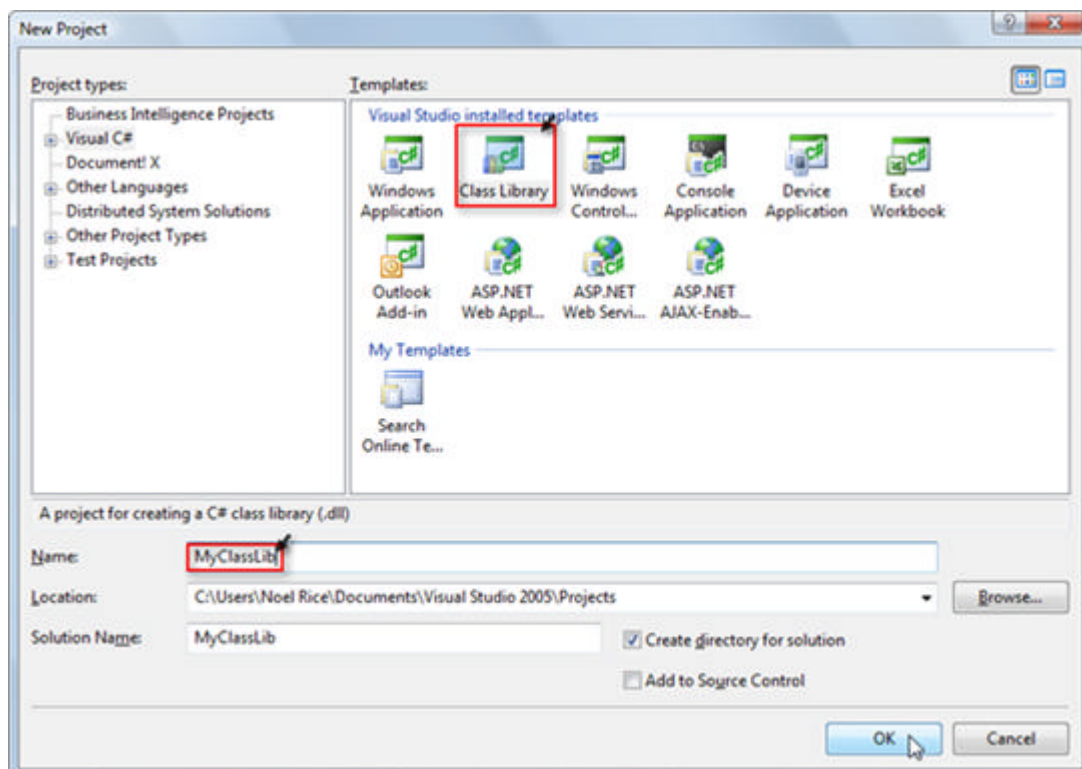 New Project
Project types:
Templates:
Business Intelligence Projects
Visual C#
Document! X
Other Languages
Distributed System Solutions
Other Project Types
Test Projects
Visual Studio installed templates
Windows Application
Class Library
Windows Control...
Console Application
Device Application
Excel Workbook
Outlook Add-in
ASP.NET Web Appl...
ASP.NET Web Servi...
ASP.NET AJAX-Enab...
My Templates
Search Online Te...
A project for creating a C# class library (.dll)
Name:
MyClassLib
Location:
C:\Users\Noel Rice\Documents\Visual Studio 2005\Projects
Browse...
Solution Name:
MyClassLib
Create directory for solution
Add to Source Control
OK
Cancel